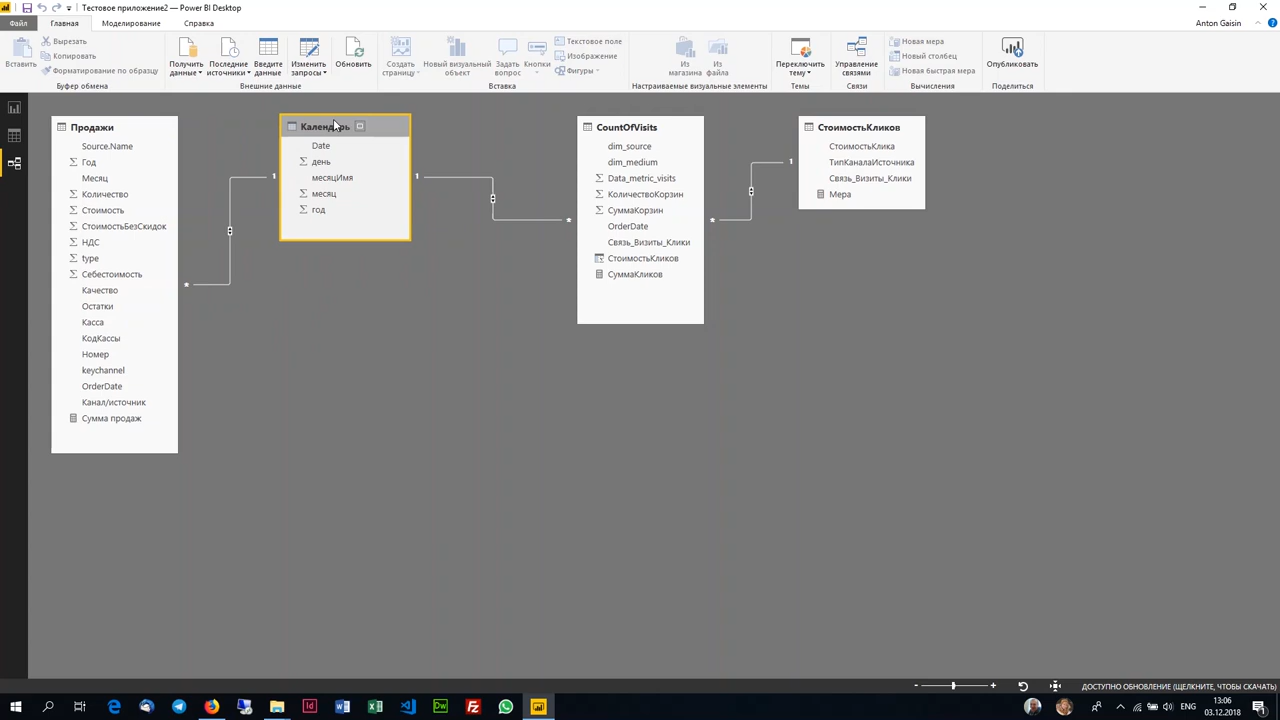 Тестовое приложение2 — Power BI Desktop
Файл
Главная
Моделирование
Справка
Anton Gaisin
Вставить
Вырезать
Копировать
Форматирование по образцу
Буфер обмена
Получить данные
Последние источники
Введите данные
Изменить запросы
Обновить
Внешние данные
Создать страницу
Новый визуальный объект
Задать вопрос
Кнопки
Текстовое поле
Изображение
Фигуры
Вставка
Из магазина
Из файла
Настраиваемые визуальные элементы
Переключить тему
Темы
Управление связями
Связи
Новая мера
Новый столбец
Новая быстрая мера
Вычисления
Опубликовать
Поделиться
Продажи
Source.Name
Год
Месяц
Количество
Стоимость
СтоимостьБезСкидок
НДС
type
Себестоимость
Качество
Остатки
Касса
КодКассы
Номер
keychannel
OrderDate
Канал/источник
Сумма продаж
*
1
Календарь
Date
день
месяцИмя
месяц
год
1
*
CountOfVisits
dim_source
dim_medium
Data_metric_visits
КоличествоКорзин
СуммаКорзин
OrderDate
Связь_Визиты_Клики
СтоимостьКликов
СуммаКликов
*
1
СтоимостьКликов
СтоимостьКлика
ТипКаналаИсточника
Связь_Визиты_Клики
Мера
ДОСТУПНО ОБНОВЛЕНИЕ (ЩЕЛКНИТЕ, ЧТОБЫ СКАЧАТЬ)
13:06
03.12.2018